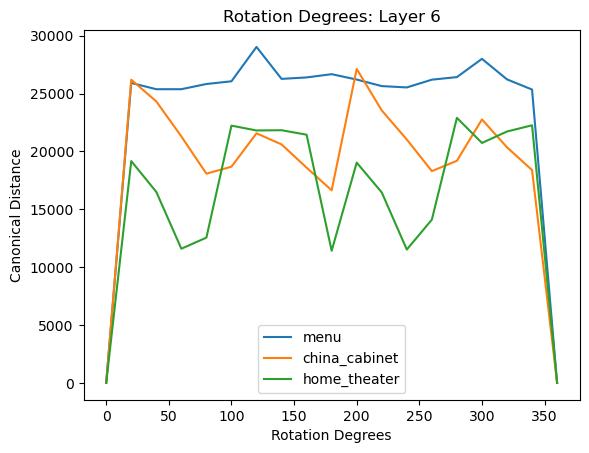 Rotation Degrees: Layer 6
Canonical Distance
30000
25000
20000
15000
10000
5000
0
menu
china_cabinet
home_theater
0 50 100 150 200 250 300 350
Rotation Degrees